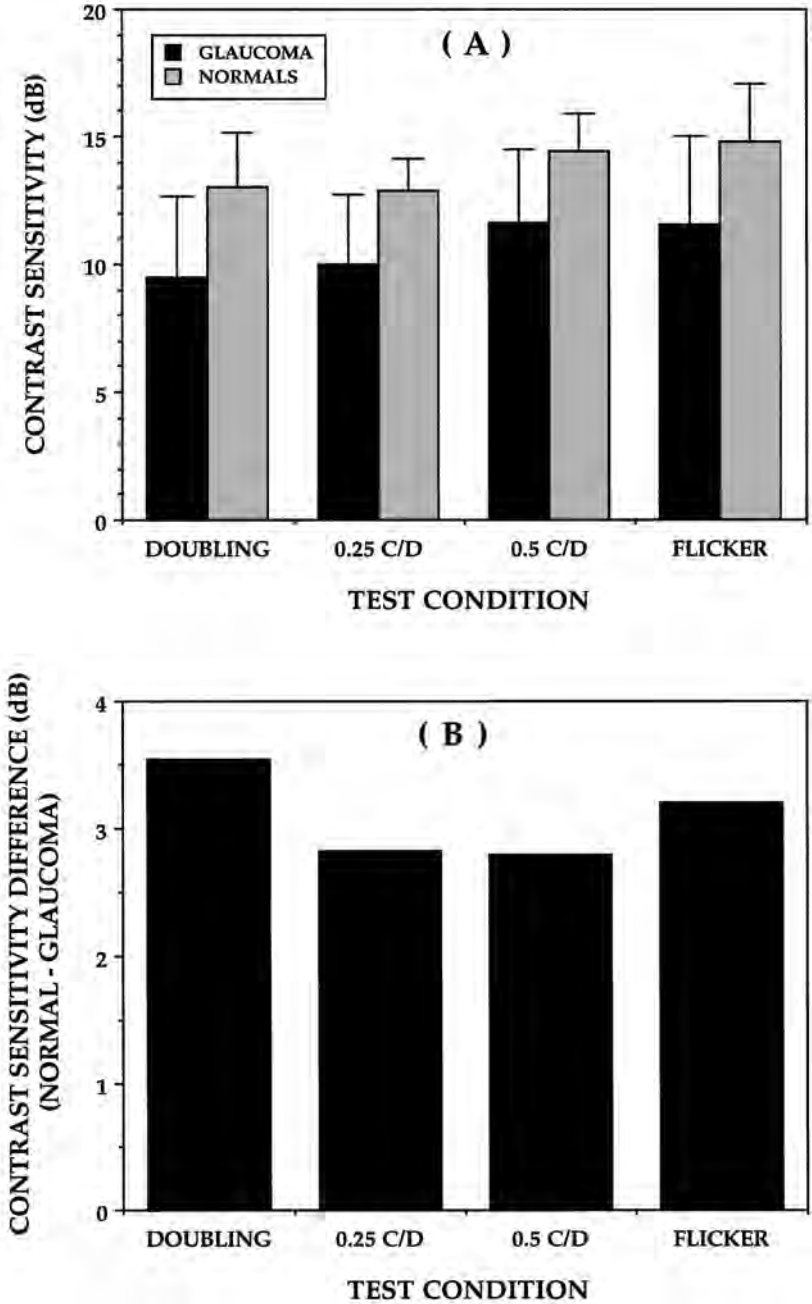 CONTRAST SENSITIVITY (dB)
20
15
10
5
0
( A )
GLAUCOMA
NORMALS
DOUBLING 0.25 C/D 0.5 C/D FLICKER
TEST CONDITION
CONTRAST SENSITIVITY DIFFERENCE (dB)
(NORMAL - GLAUCOMA)
4
3
2
1
0
( B )
DOUBLING 0.25 C/D 0.5 C/D FLICKER
TEST CONDITION